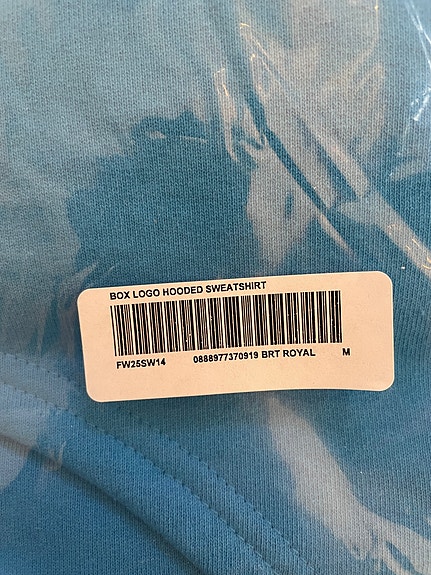 BOX LOGO HOODED SWEATSHIRT
FW25SW14 0888977370919 BRT ROYAL M